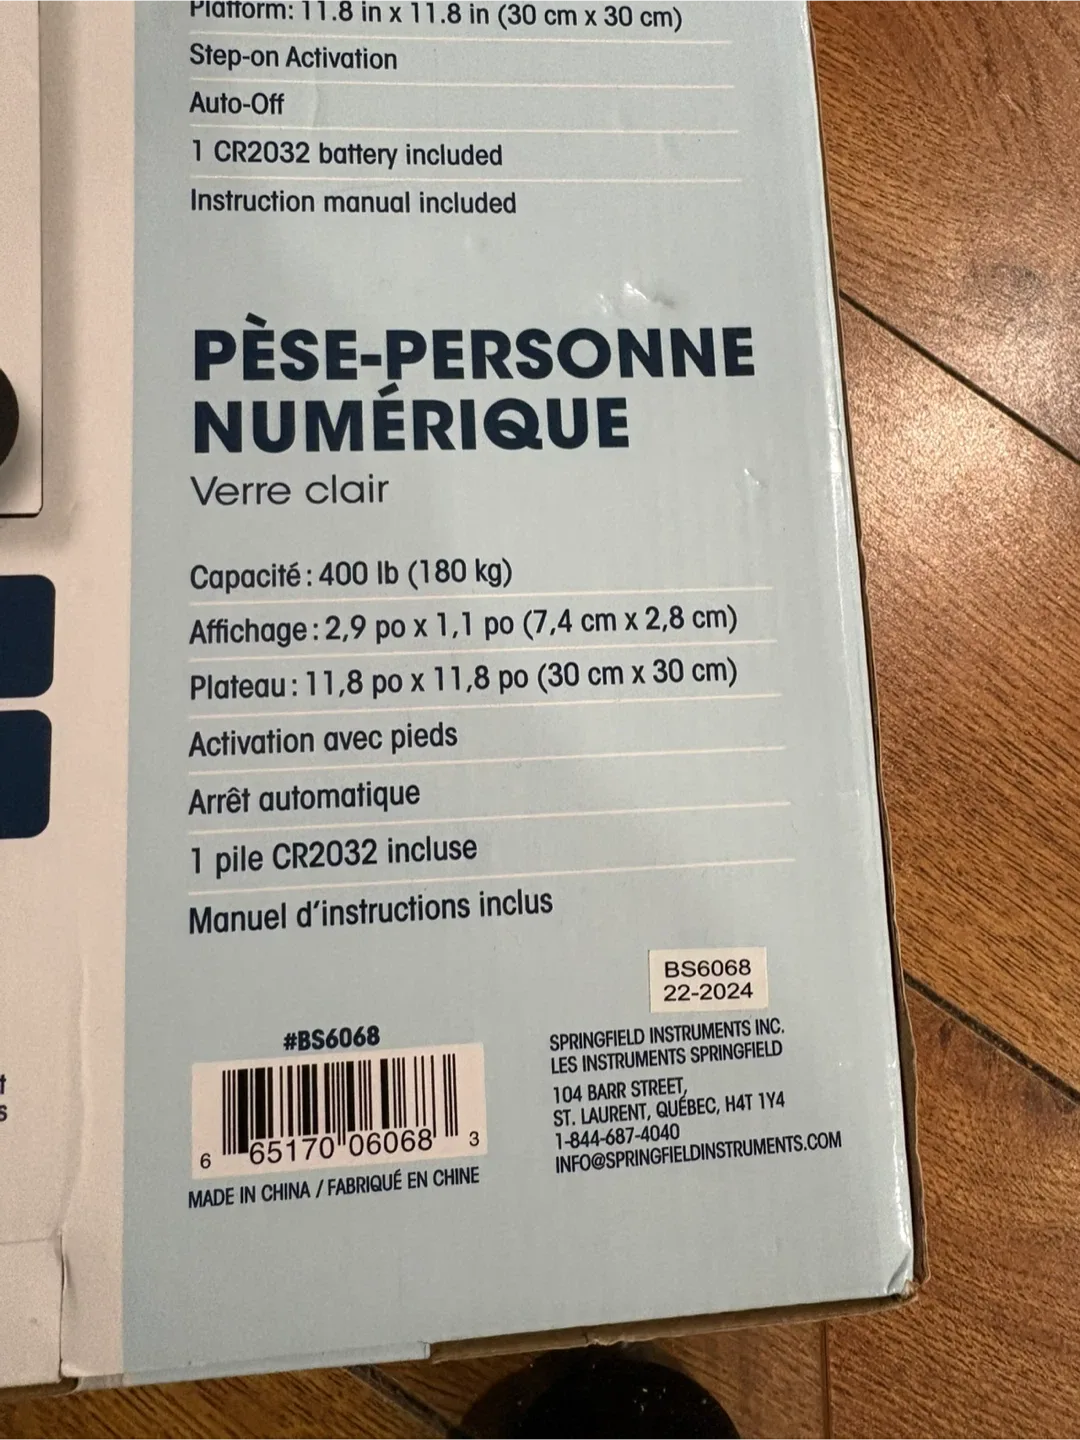 Platform: 11.8 in x 11.8 in (30 cm x 30 cm)
Step-on Activation
Auto-Off
1 CR2032 battery included
Instruction manual included
PÈSE-PERSONNE
NUMÉRIQUE
Verre clair
Capacité : 400 lb (180 kg)
Affichage : 2,9 po x 1,1 po (7,4 cm x 2,8 cm)
Plateau : 11,8 po x 11,8 po (30 cm x 30 cm)
Activation avec pieds
Arrêt automatique
1 pile CR2032 incluse
Manuel d’instructions inclus
BS6068
22-2024
#BS6068
6 65170 06068 3
MADE IN CHINA / FABRIQUÉ EN CHINE
SPRINGFIELD INSTRUMENTS INC.
LES INSTRUMENTS SPRINGFIELD
104 BARR STREET,
ST. LAURENT, QUÉBEC, H4T 1Y4
1-844-687-4040
INFO@SPRINGFIELDINSTRUMENTS.COM